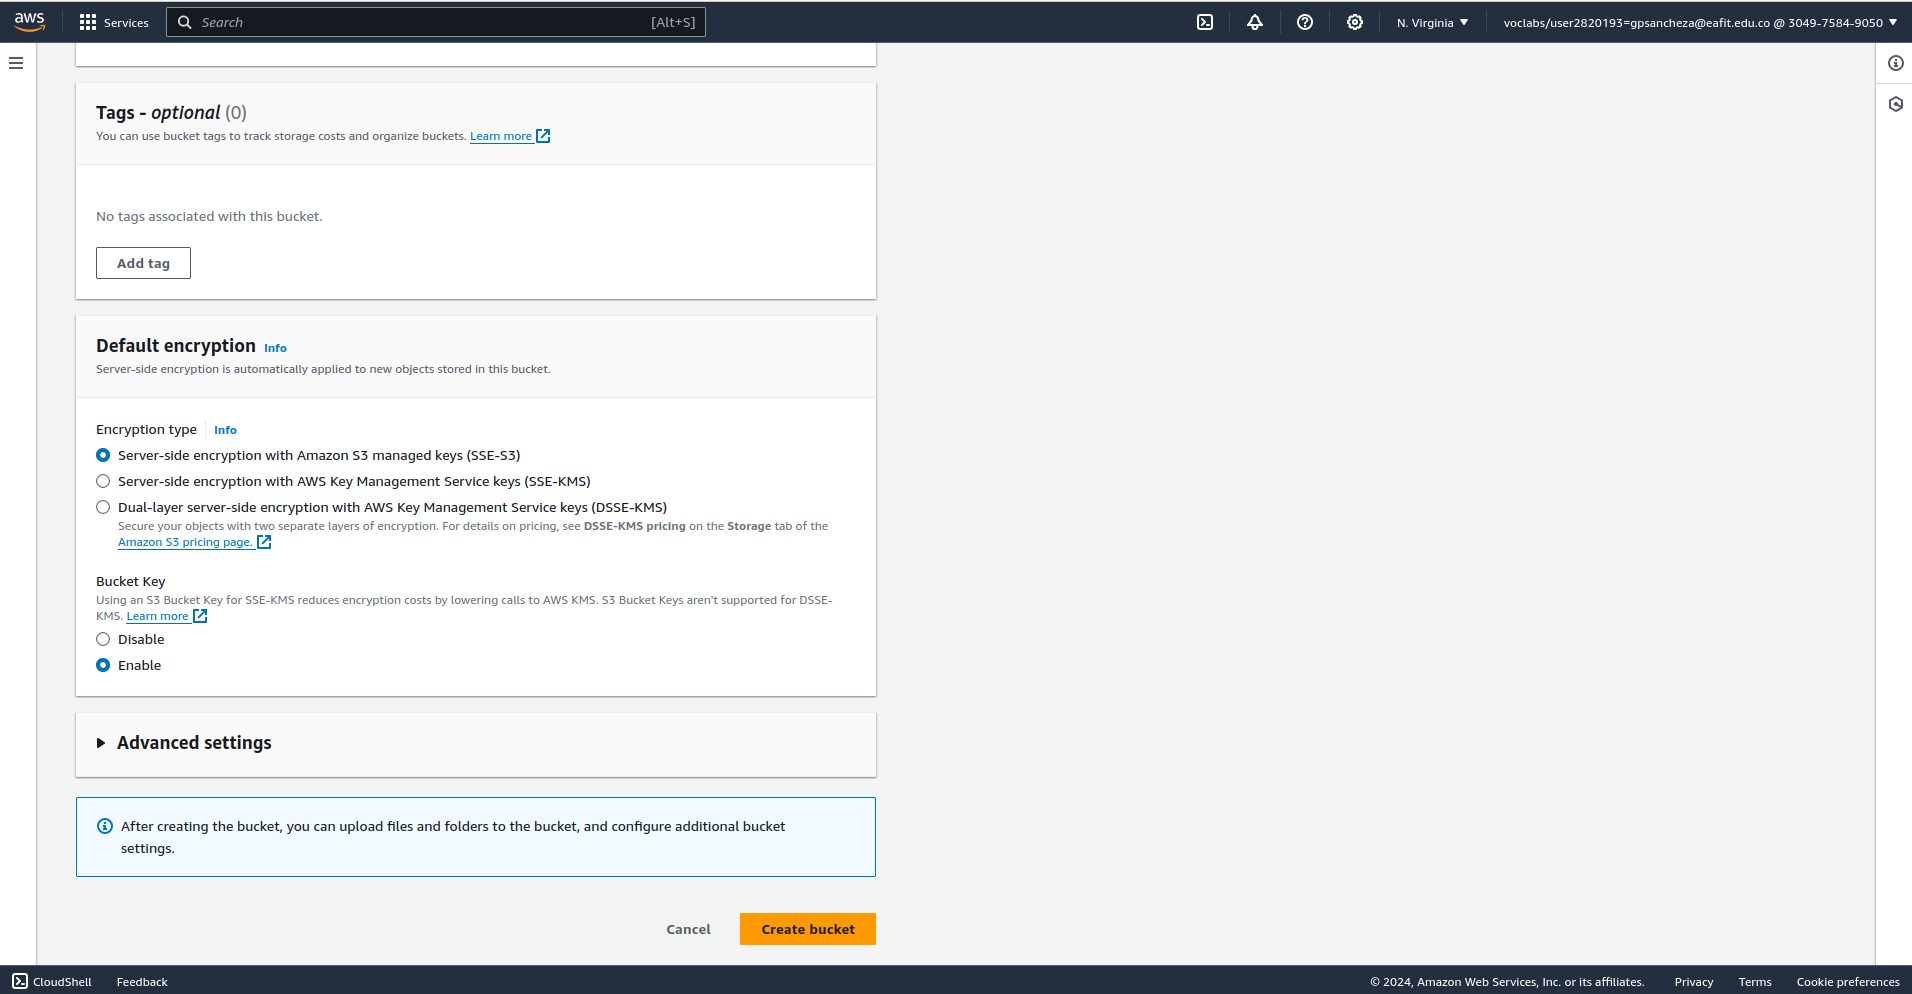 aws Services Search [Alt+S] N. Virginia voclabs/user2820193=gpsancheza@eafit.edu.co @ 3049-7584-9050
Tags - optional (0)
You can use bucket tags to track storage costs and organize buckets. Learn more
No tags associated with this bucket.
Add tag
Default encryption Info
Server-side encryption is automatically applied to new objects stored in this bucket.
Encryption type Info
Server-side encryption with Amazon S3 managed keys (SSE-S3)
Server-side encryption with AWS Key Management Service keys (SSE-KMS)
Dual-layer server-side encryption with AWS Key Management Service keys (DSSE-KMS)
Secure your objects with two separate layers of encryption. For details on pricing, see DSSE-KMS pricing on the Storage tab of the
Amazon S3 pricing page.
Bucket Key
Using an S3 Bucket Key for SSE-KMS reduces encryption costs by lowering calls to AWS KMS. S3 Bucket Keys aren't supported for DSSE-
KMS. Learn more
Disable
Enable
Advanced settings
After creating the bucket, you can upload files and folders to the bucket, and configure additional bucket
settings.
Cancel Create bucket
CloudShell Feedback © 2024, Amazon Web Services, Inc. or its affiliates. Privacy Terms Cookie preferences